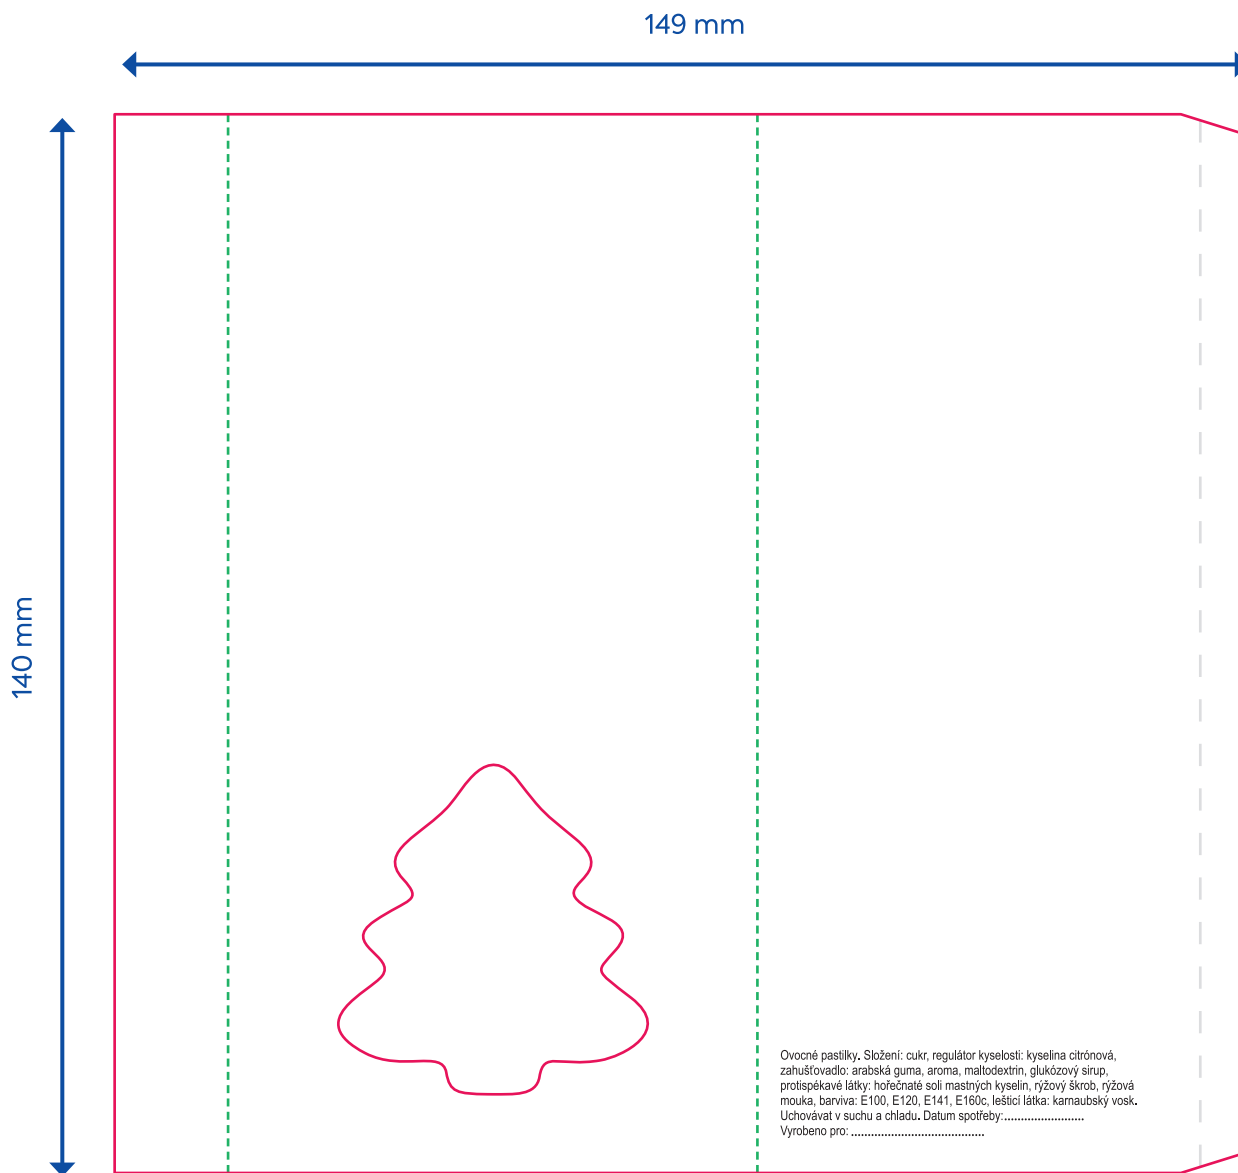 149 mm
140 mm
Ovocné pastilky. Složení: cukr, regulátor kyselosti: kyselina citrónová,
zahušťovadlo: arabská guma, aroma, maltodextrin, glukózový sirup,
protispékavé látky: hořečnaté soli mastných kyselin, rýžový škrob, rýžová
mouka, barviva: E100, E120, E141, E160c, lešticí látka: karnaubský vosk.
Uchovávat v suchu a chladu. Datum spotřeby:........................
Vyrobeno pro: ........................................